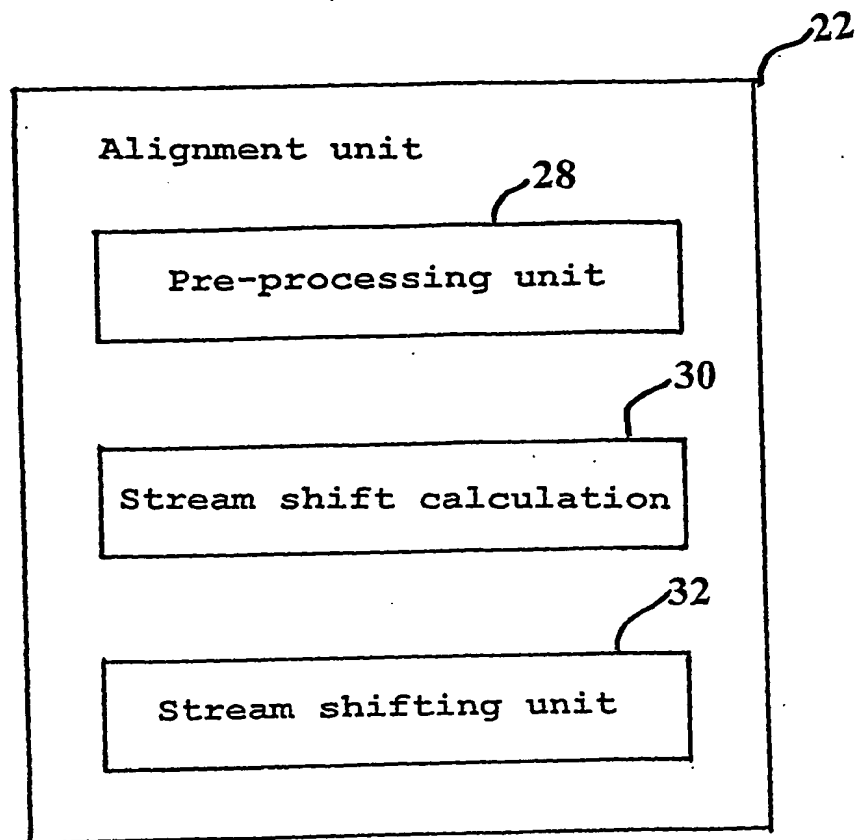 22
Alignment unit
28
Pre-processing unit
30
Stream shift calculation
32
Stream shifting unit